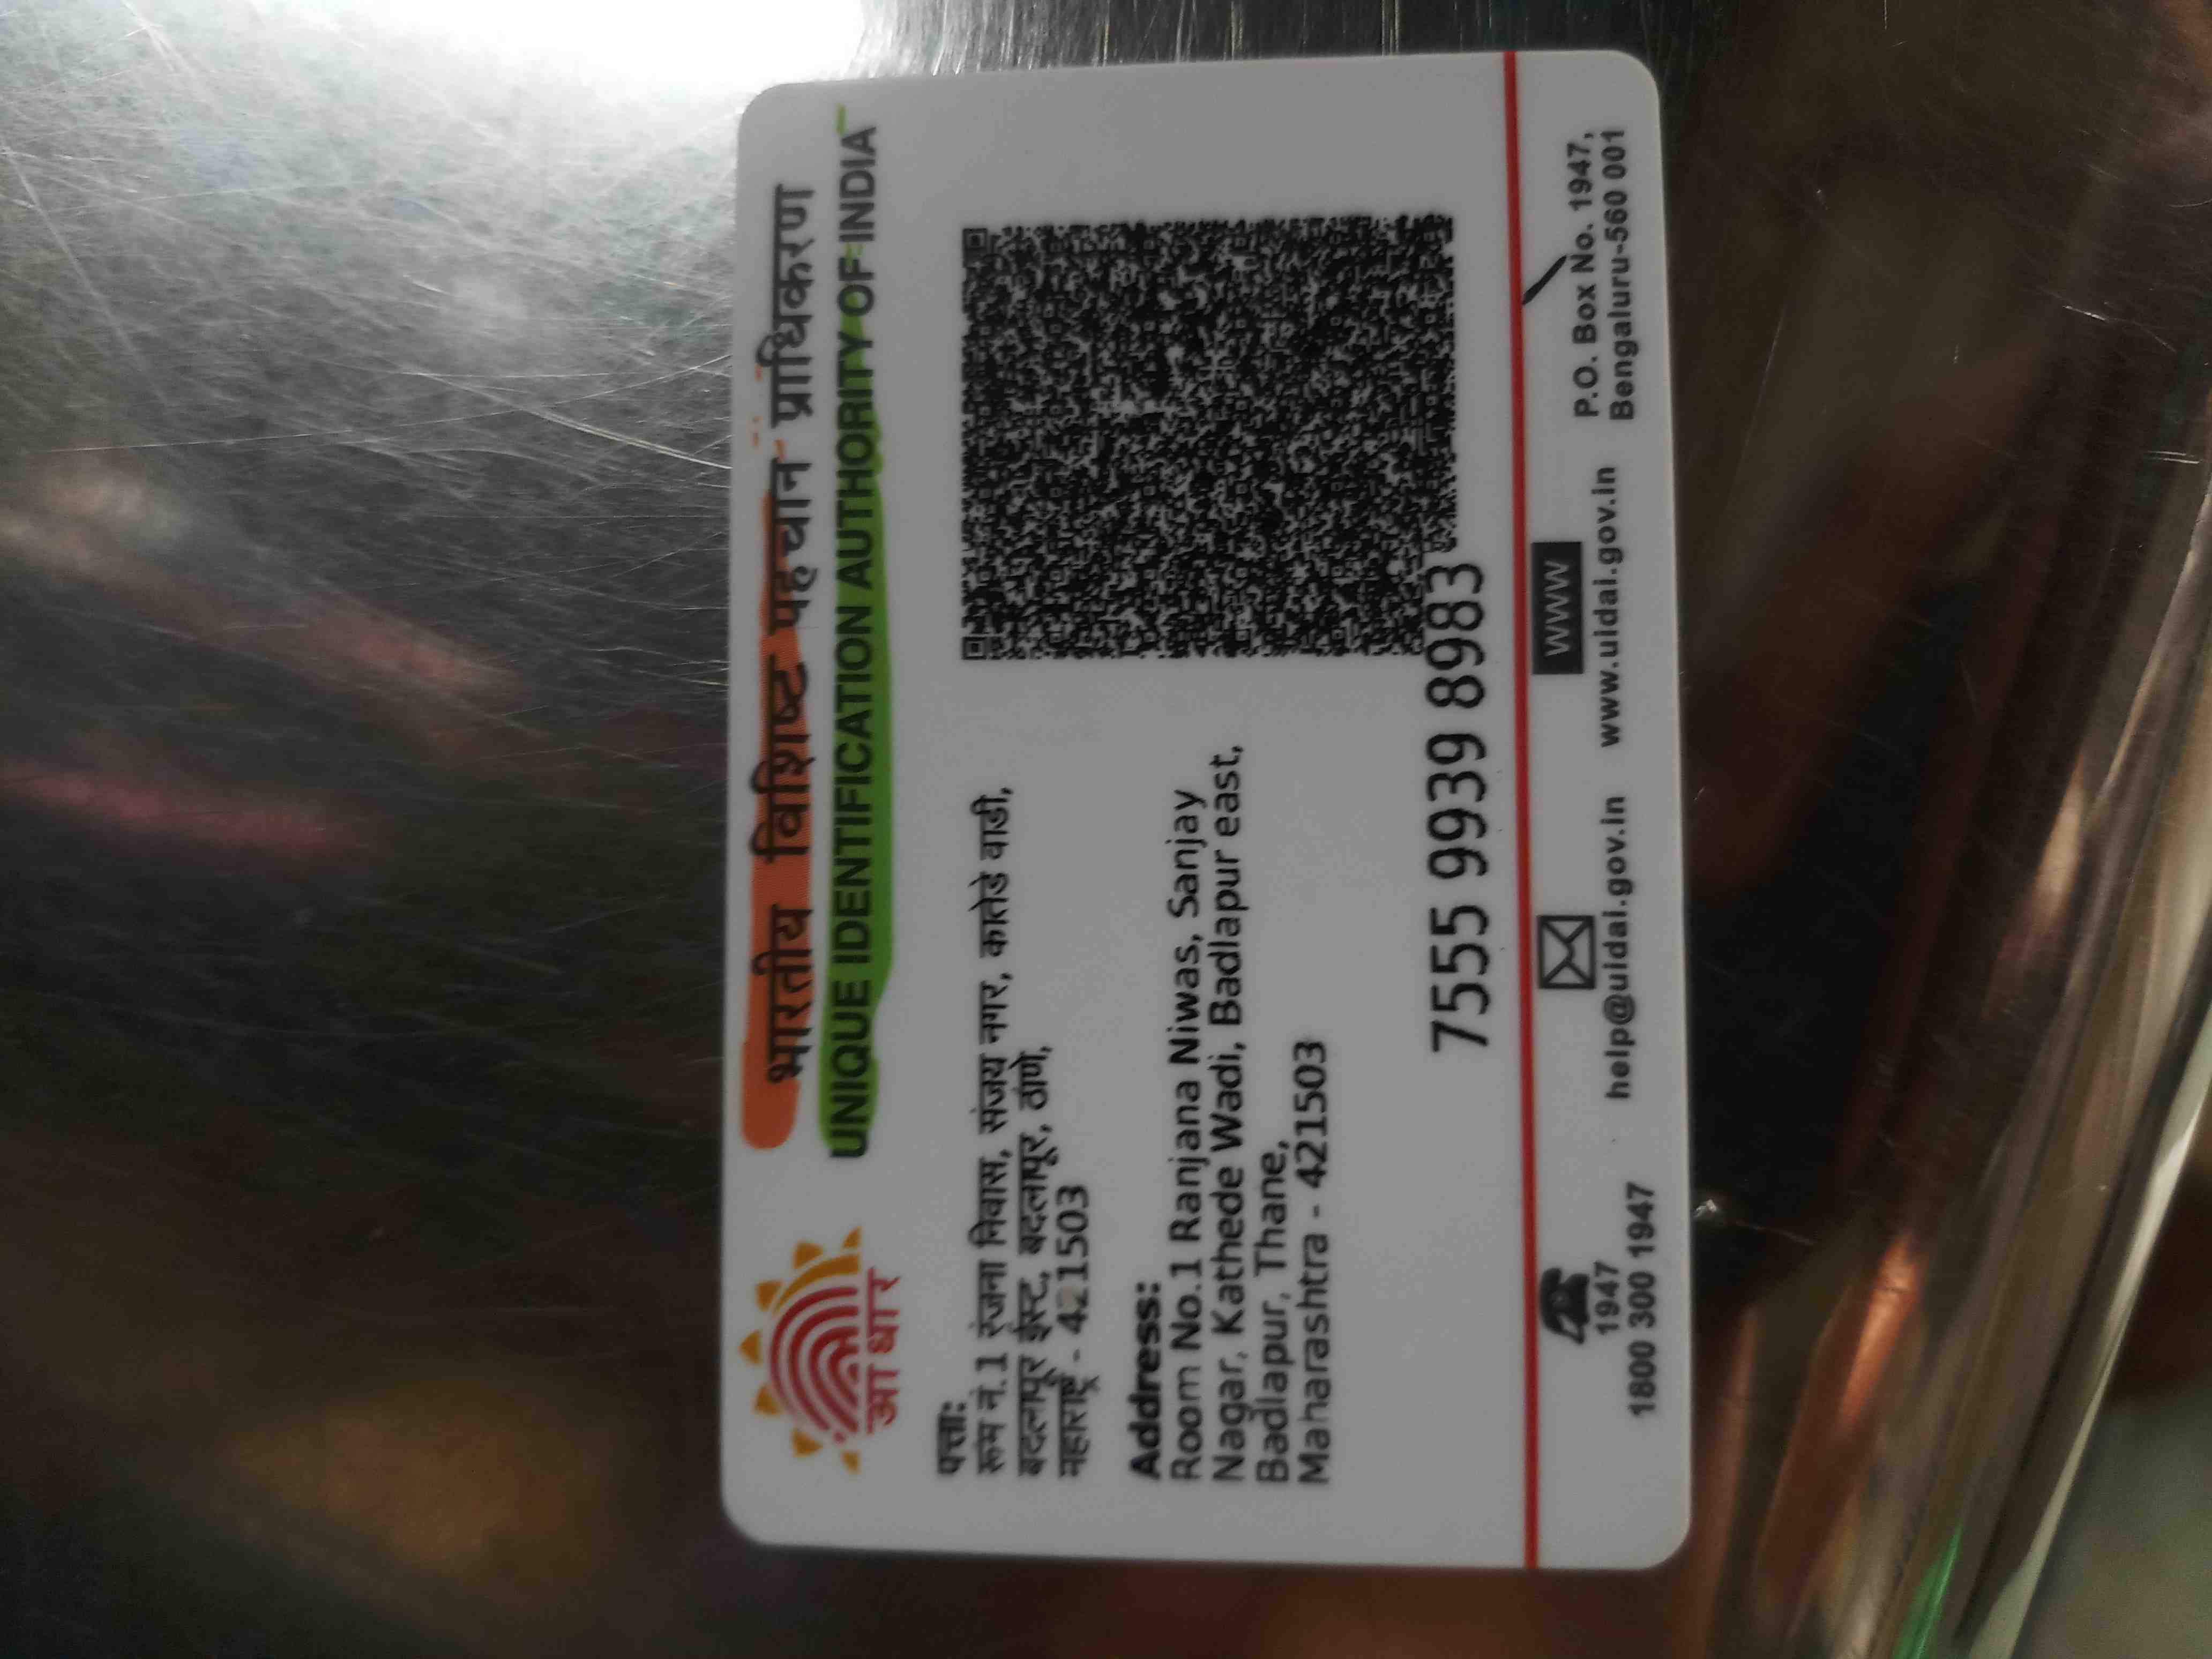 भारतीय विशिष्ट पहचान प्राधिकरण
UNIQUE IDENTIFICATION AUTHORITY OF INDIA
आधार
पत्ता:
रूम नं.1 रंजना निवास, संजय नगर, कातेडे वाडी,
बदलापूर ईस्ट, बदलापूर, ठाणे,
महाराष्ट्र - 421503
Address:
Room No.1 Ranjana Niwas, Sanjay
Nagar, Kathede Wadi, Badlapur east,
Badlapur, Thane,
Maharashtra - 421503
7555 9939 8983
1947
1800 300 1947
help@uidai.gov.in
WWW
www.uidai.gov.in
P.O. Box No. 1947,
Bengaluru-560 001